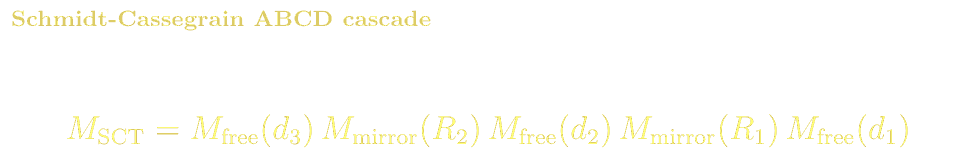 Schmidt-Cassegrain ABCD cascade
M_SCT = M_free(d_3) M_mirror(R_2) M_free(d_2) M_mirror(R_1) M_free(d_1)